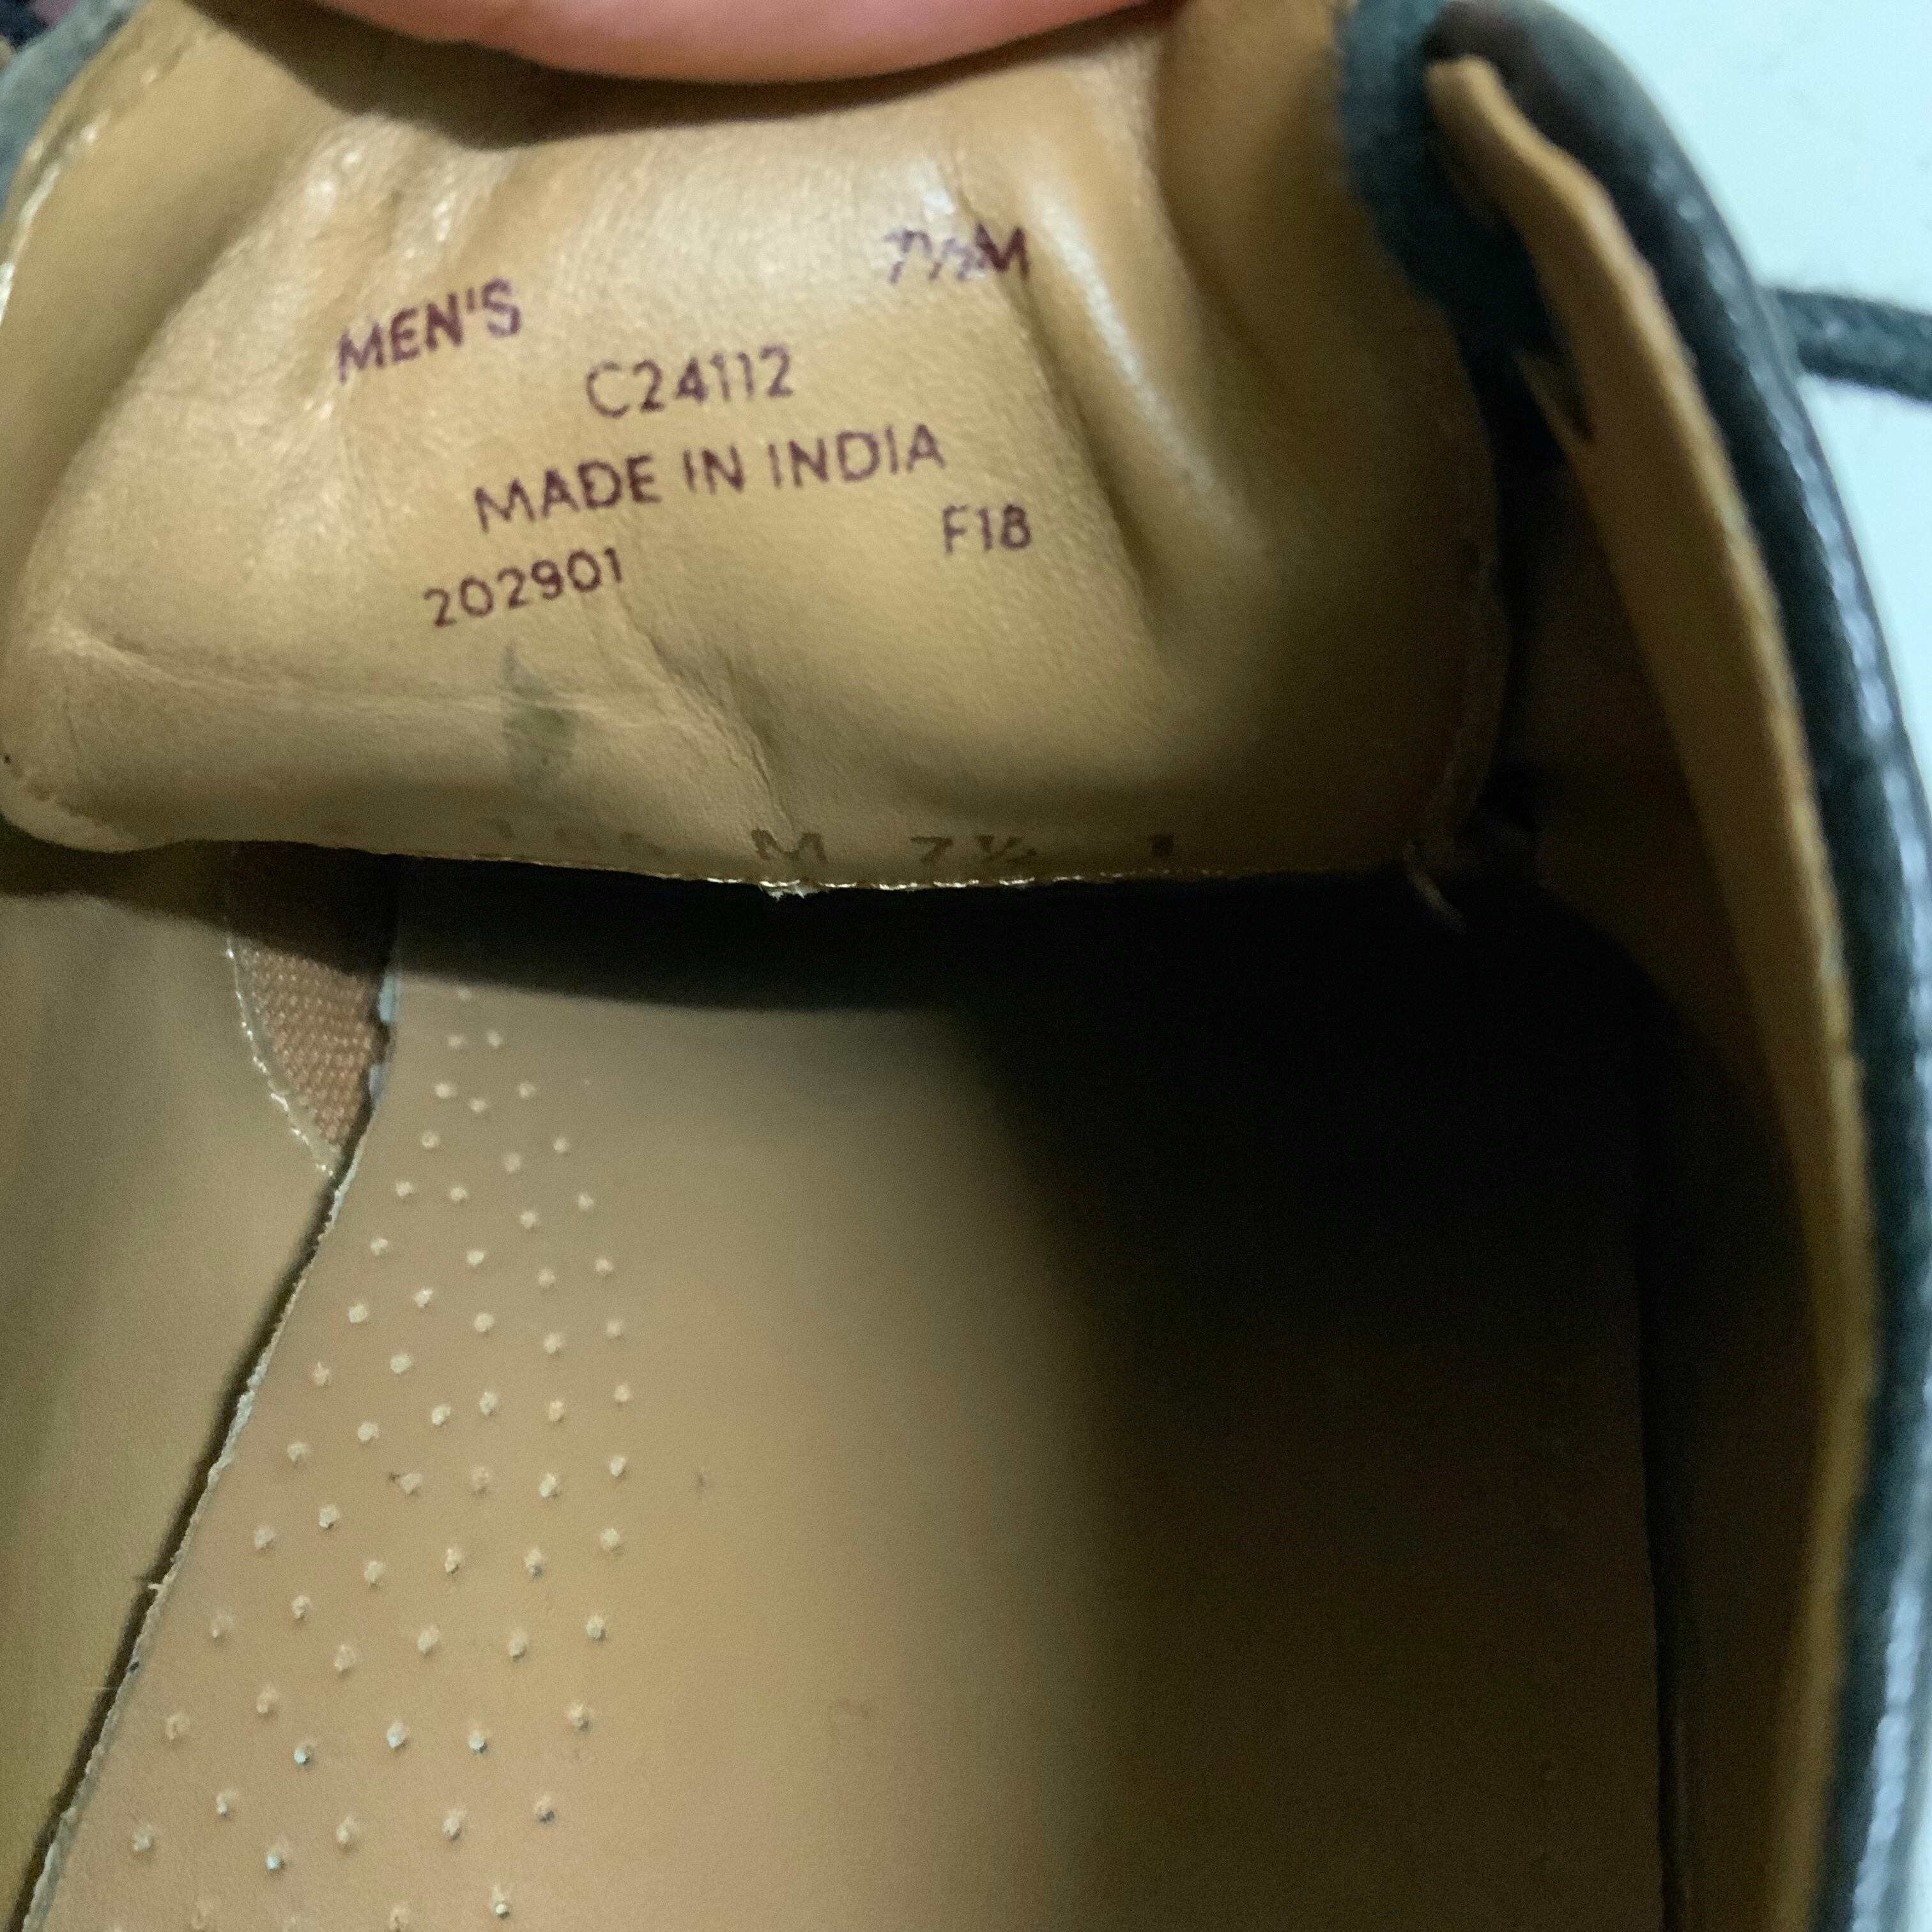 MEN'S 7½M
C24112
MADE IN INDIA
202901 F18
M 7½